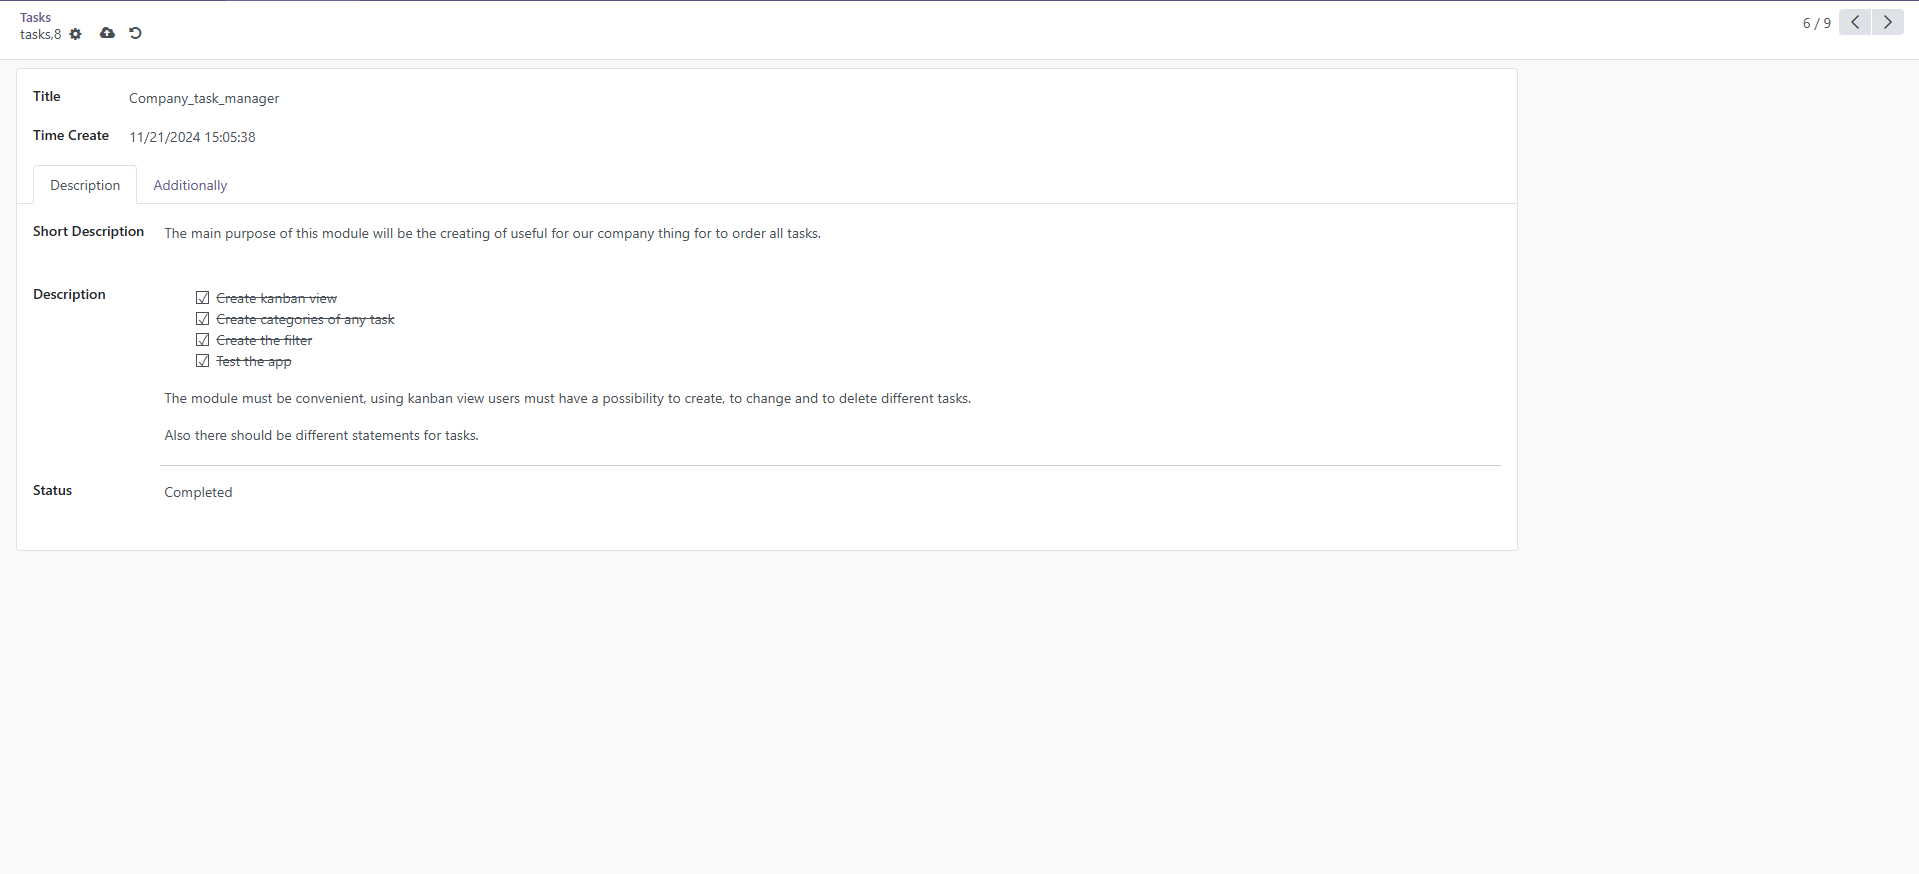 Tasks
tasks,8
6 / 9
Title Company_task_manager
Time Create 11/21/2024 15:05:38
Description Additionally
Short Description The main purpose of this module will be the creating of useful for our company thing for to order all tasks.
Description
Create kanban view
Create categories of any task
Create the filter
Test the app
The module must be convenient, using kanban view users must have a possibility to create, to change and to delete different tasks.
Also there should be different statements for tasks.
Status Completed